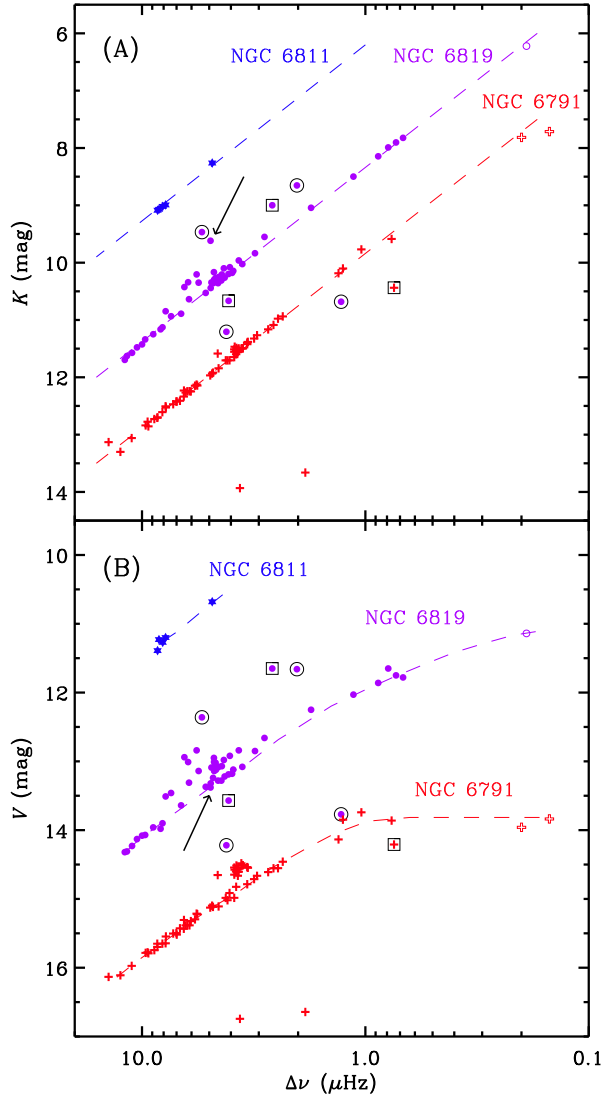 (A)
NGC 6811
NGC 6819
NGC 6791
6
8
10
12
14
K (mag)
(B)
NGC 6811
NGC 6819
NGC 6791
10
12
14
16
V (mag)
10.0
1.0
0.1
Δν (μHz)